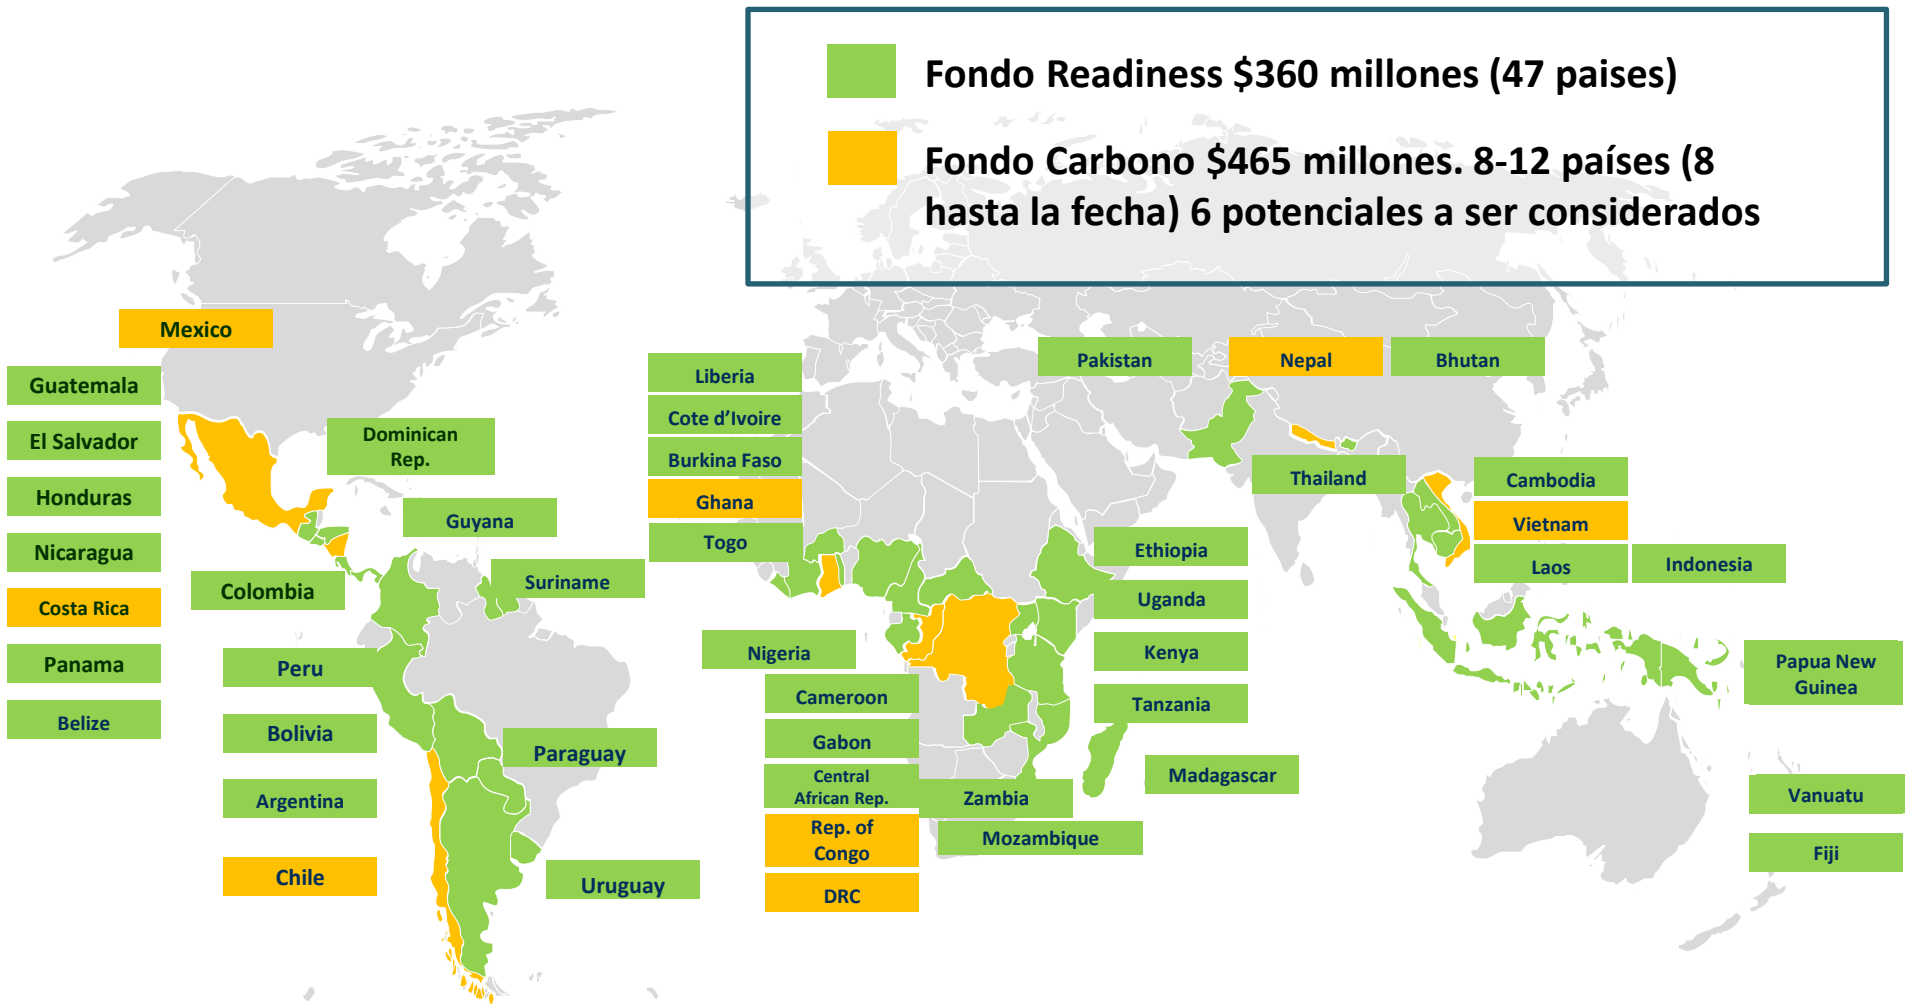 Fondo Readiness $360 millones (47 paises)
Fondo Carbono $465 millones. 8-12 países (8
hasta la fecha) 6 potenciales a ser considerados
Mexico
Guatemala
El Salvador
Honduras
Nicaragua
Costa Rica
Panama
Belize
Dominican
Rep.
Guyana
Suriname
Colombia
Peru
Bolivia
Argentina
Chile
Paraguay
Uruguay
Liberia
Cote d’Ivoire
Burkina Faso
Ghana
Togo
Nigeria
Cameroon
Gabon
Central
African Rep.
Rep. of
Congo
DRC
Zambia
Mozambique
Ethiopia
Uganda
Kenya
Tanzania
Madagascar
Pakistan
Nepal
Bhutan
Thailand
Cambodia
Vietnam
Laos
Indonesia
Papua New
Guinea
Vanuatu
Fiji